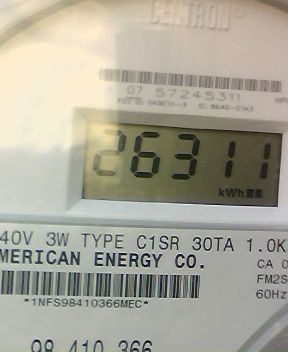 CENTRON
07 57245311
26311
kWh
40V 3W TYPE C1SR 30TA 1.0K
MERICAN ENERGY CO.
CA 0
FM2S
60Hz
*1NFS98410366MEC*
98 410 366